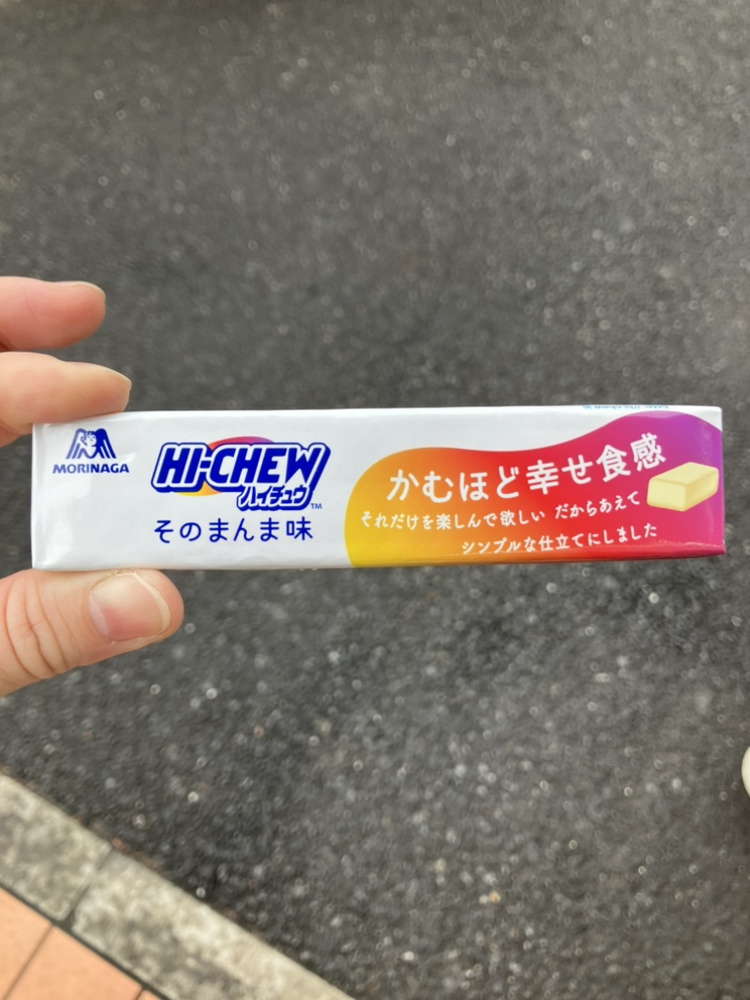 MORINAGA
HI-CHEW
ハイチュウ
TM
そのまんま味
かむほど幸せ食感
それだけを楽しんで欲しい だからあえて
シンプルな仕立てにしました